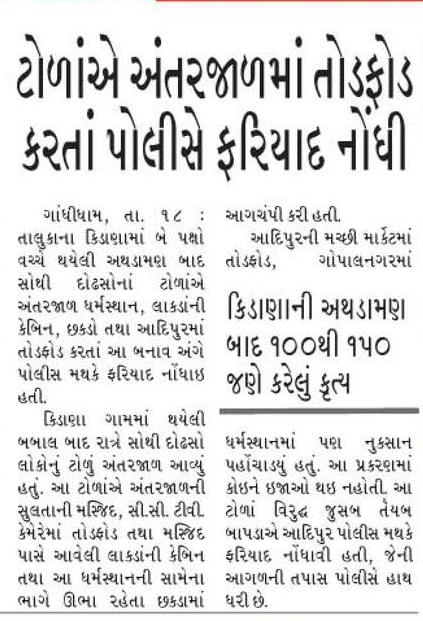 ટોળાંએ અંતરજાળમાં તોડફોડ
કરતાં પોલીસે ફરિયાદ નોંધી
ગાંધીધામ, તા. ૧૮ :
તાલુકાના કિડાણામાં બે પક્ષો
વચ્ચે થયેલી અથડામણ બાદ
સોથી દોઢસોનાં ટોળાંએ
અંતરજાળ ધર્મસ્થાન, લાકડાંની
કેબિન, છકડો તથા આદિપુરમાં
તોડફોડ કરતાં આ બનાવ અંગે
પોલીસ મથકે ફરિયાદ નોંધાઇ
હતી.
કિડાણા ગામમાં થયેલી
બબાલ બાદ રાત્રે સોથી દોઢસો
લોકોનું ટોળું અંતરજાળ આવ્યું
હતું. આ ટોળાંએ અંતરજાળની
સુલતાની મસ્જિદ, સી.સી. ટીવી.
કેમેરેમાં તોડફોડ તથા મસ્જિદ
પાસે આવેલી લાકડાંની કેબિન
તથા આ ધર્મસ્થાનની સામેના
ભાગે ઊભા રહેતા છકડામાં
આગચંપી કરી હતી.
આદિપુરની મચ્છી માર્કેટમાં
તોડફોડ, ગોપાલનગરમાં
કિડાણાની અથડામણ
બાદ ૧૦૦થી ૧૫૦
જણે કરેલું કૃત્ય
ધર્મસ્થાનમાં પણ નુકસાન
પહોંચાડયું હતું. આ પ્રકરણમાં
કોઇને ઇજાઓ થઇ નહોતી. આ
ટોળાં વિરુદ્ધ જુસબ તૈયબ
બાપડાએ આદિપુર પોલીસ મથકે
ફરિયાદ નોંધાવી હતી, જેની
આગળની તપાસ પોલીસે હાથ
ધરી છે.